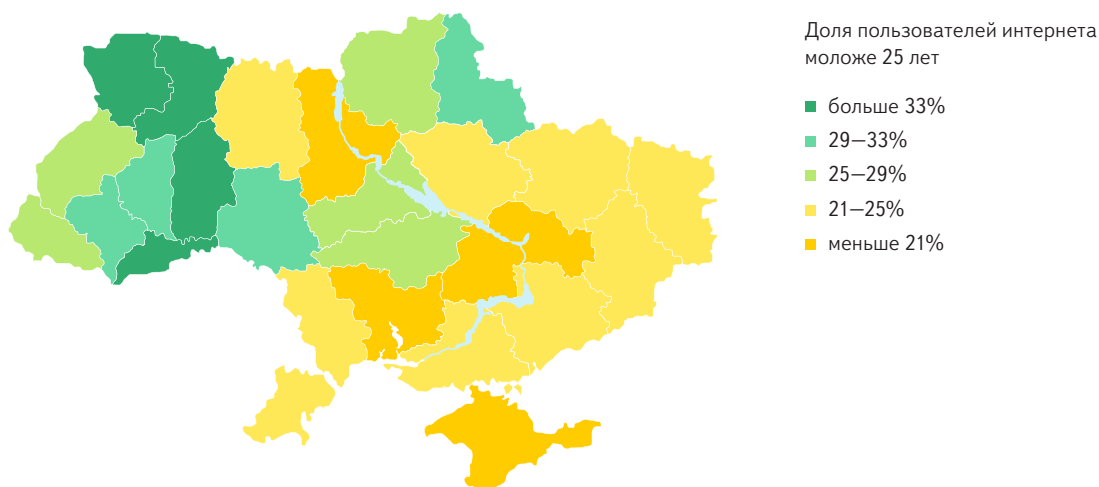 Доля пользователей интернета
моложе 25 лет
больше 33%
29—33%
25—29%
21—25%
меньше 21%